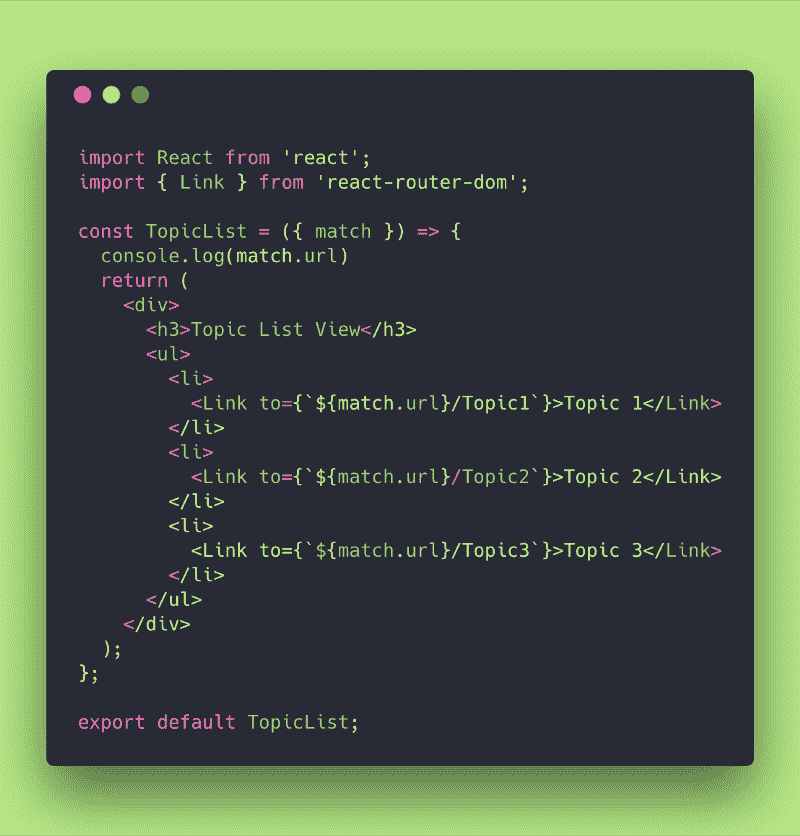 import React from 'react';
import { Link } from 'react-router-dom';

const TopicList = ({ match }) => {
  console.log(match.url)
  return (
    <div>
      <h3>Topic List View</h3>
      <ul>
        <li>
          <Link to={`${match.url}/Topic1`}>Topic 1</Link>
        </li>
        <li>
          <Link to={`${match.url}/Topic2`}>Topic 2</Link>
        </li>
        <li>
          <Link to={`${match.url}/Topic3`}>Topic 3</Link>
        </li>
      </ul>
    </div>
  );
};

export default TopicList;